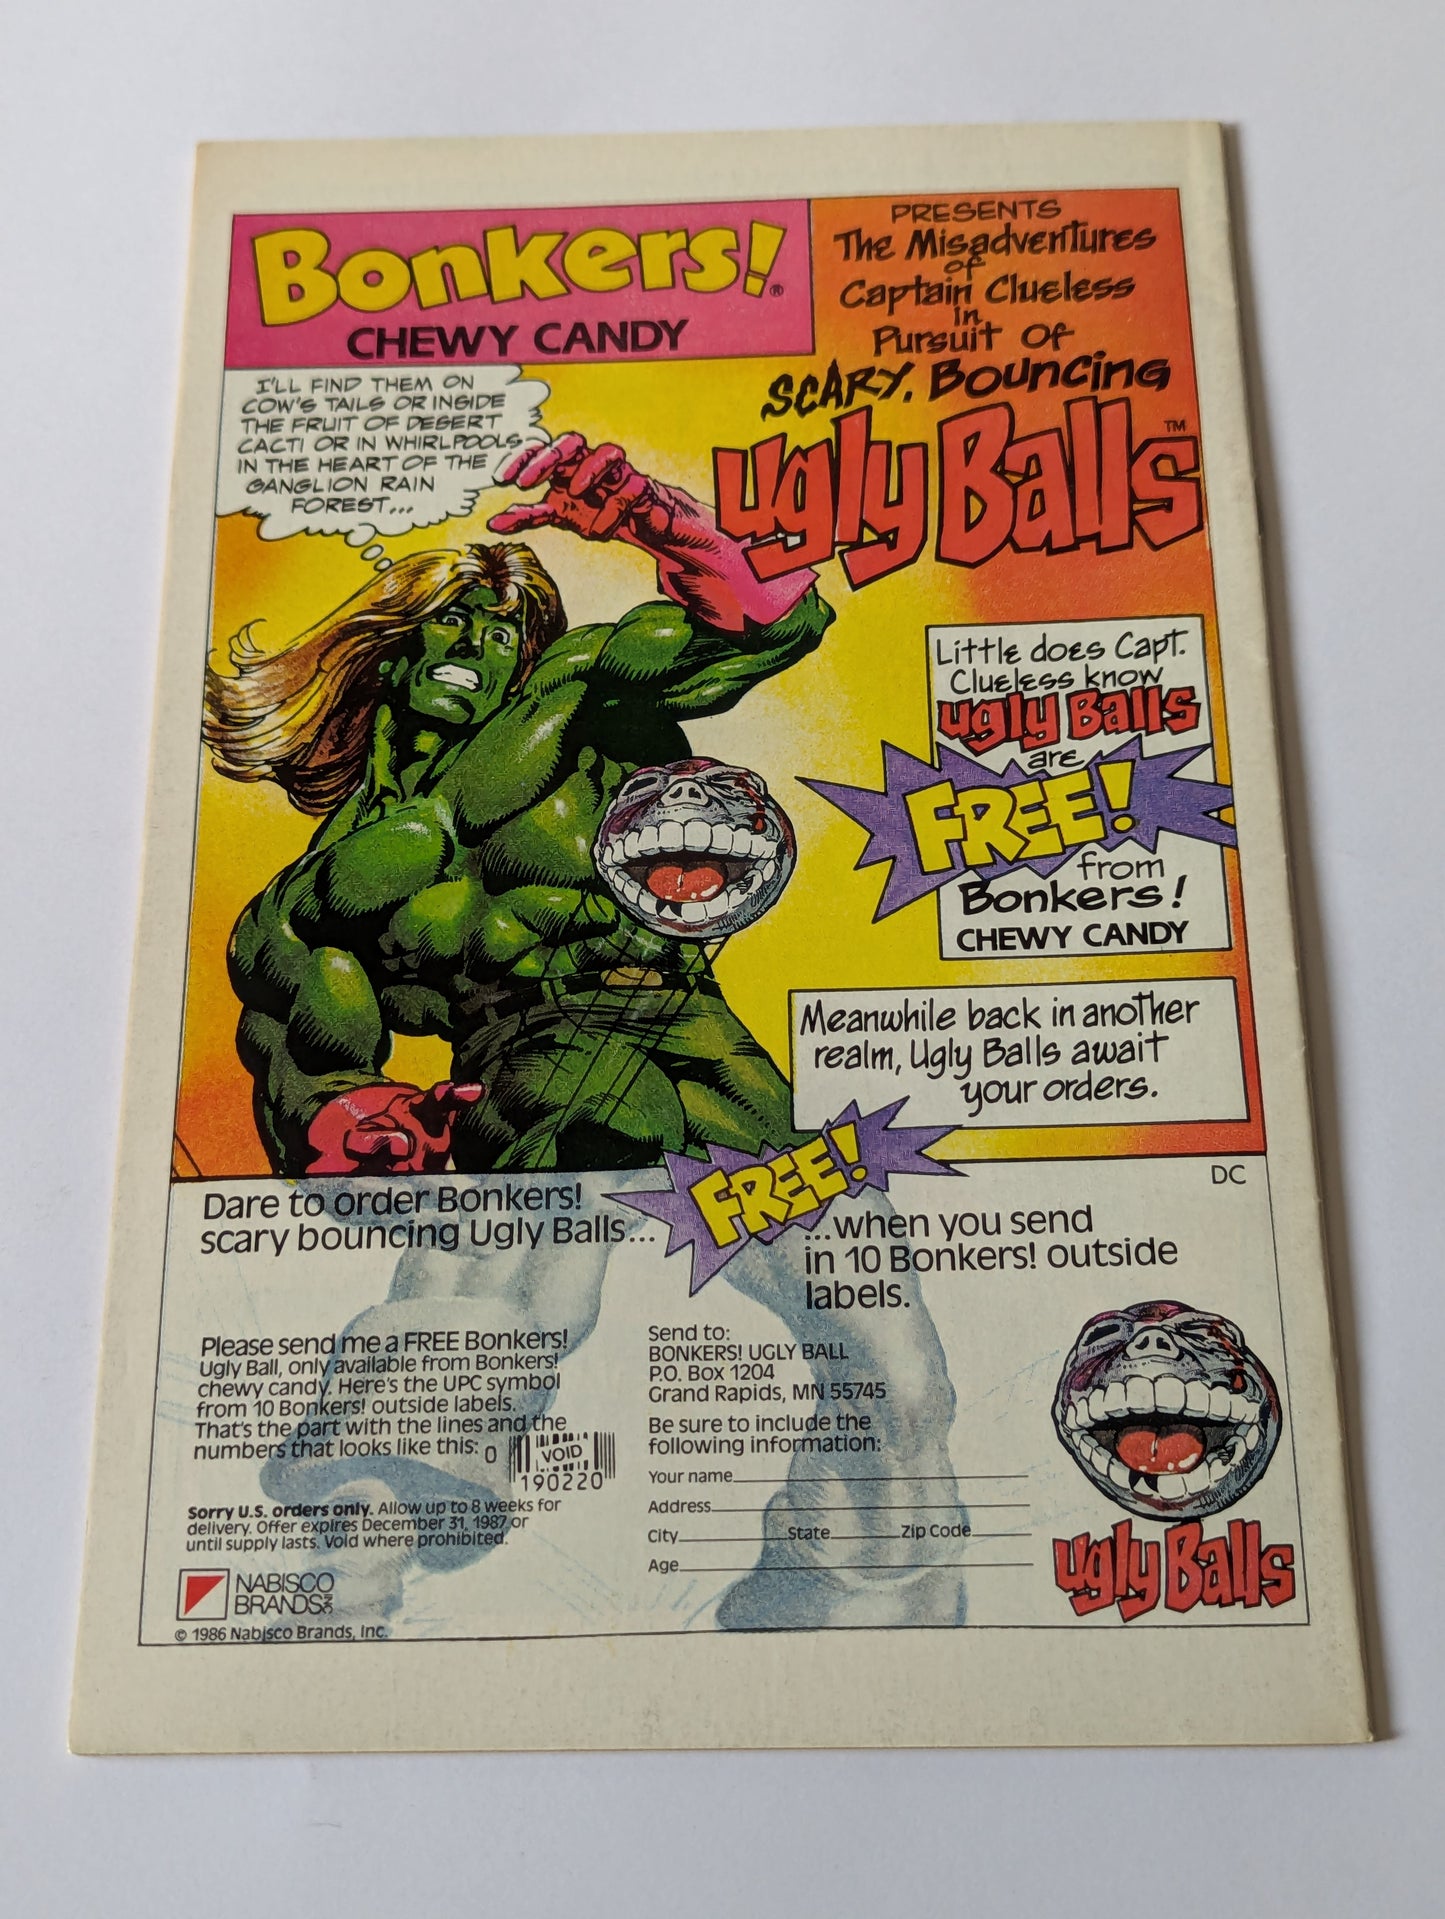 Bonkers!®
CHEWY CANDY
PRESENTS
The Misadventures
of
Captain Clueless
in
Pursuit Of
SCARY, Bouncing
Ugly Balls™
I'LL FIND THEM ON
COW'S TAILS OR INSIDE
THE FRUIT OF DESERT
CACTI OR IN WHIRLPOOLS
IN THE HEART OF THE
GANGLION RAIN
FOREST...
Little does Capt.
Clueless know
Ugly Balls
are
FREE!
from
Bonkers!
CHEWY CANDY
Meanwhile back in another
realm, Ugly Balls await
your orders.
DC
Dare to order Bonkers!
scary bouncing Ugly Balls...
FREE!
...when you send
in 10 Bonkers! outside
labels.
Please send me a FREE Bonkers!
Ugly Ball, only available from Bonkers!
chewy candy. Here's the UPC symbol
from 10 Bonkers! outside labels.
That's the part with the lines and the
numbers that looks like this: 0
VOID
190220
Sorry U.S. orders only. Allow up to 8 weeks for
delivery. Offer expires December 31, 1987 or
until supply lasts. Void where prohibited.
NABISCO
BRANDS INC
© 1986 Nabisco Brands, Inc.
Send to:
BONKERS! UGLY BALL
P.O. Box 1204
Grand Rapids, MN 55745
Be sure to include the
following information:
Your name
Address
City State Zip Code
Age
Ugly Balls